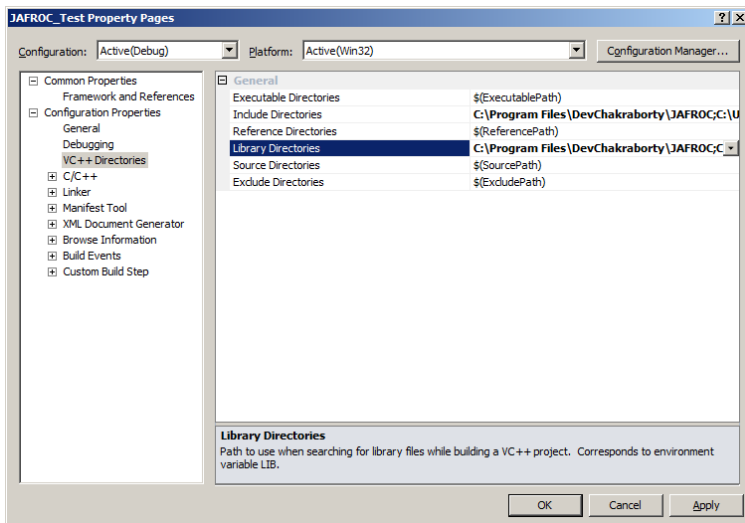 JAFROC_Test Property Pages
Configuration: Active(Debug) Platform: Active(Win32) Configuration Manager...
Common Properties
Framework and References
Configuration Properties
General
Debugging
VC++ Directories
C/C++
Linker
Manifest Tool
XML Document Generator
Browse Information
Build Events
Custom Build Step
General
Executable Directories $(ExecutablePath)
Include Directories C:\Program Files\DevChakraborty\JAFROC;C:\U
Reference Directories $(ReferencePath)
Library Directories C:\Program Files\DevChakraborty\JAFROC;C
Source Directories $(SourcePath)
Exclude Directories $(ExcludePath)
Library Directories
Path to use when searching for library files while building a VC++ project. Corresponds to environment
variable LIB.
OK Cancel Apply